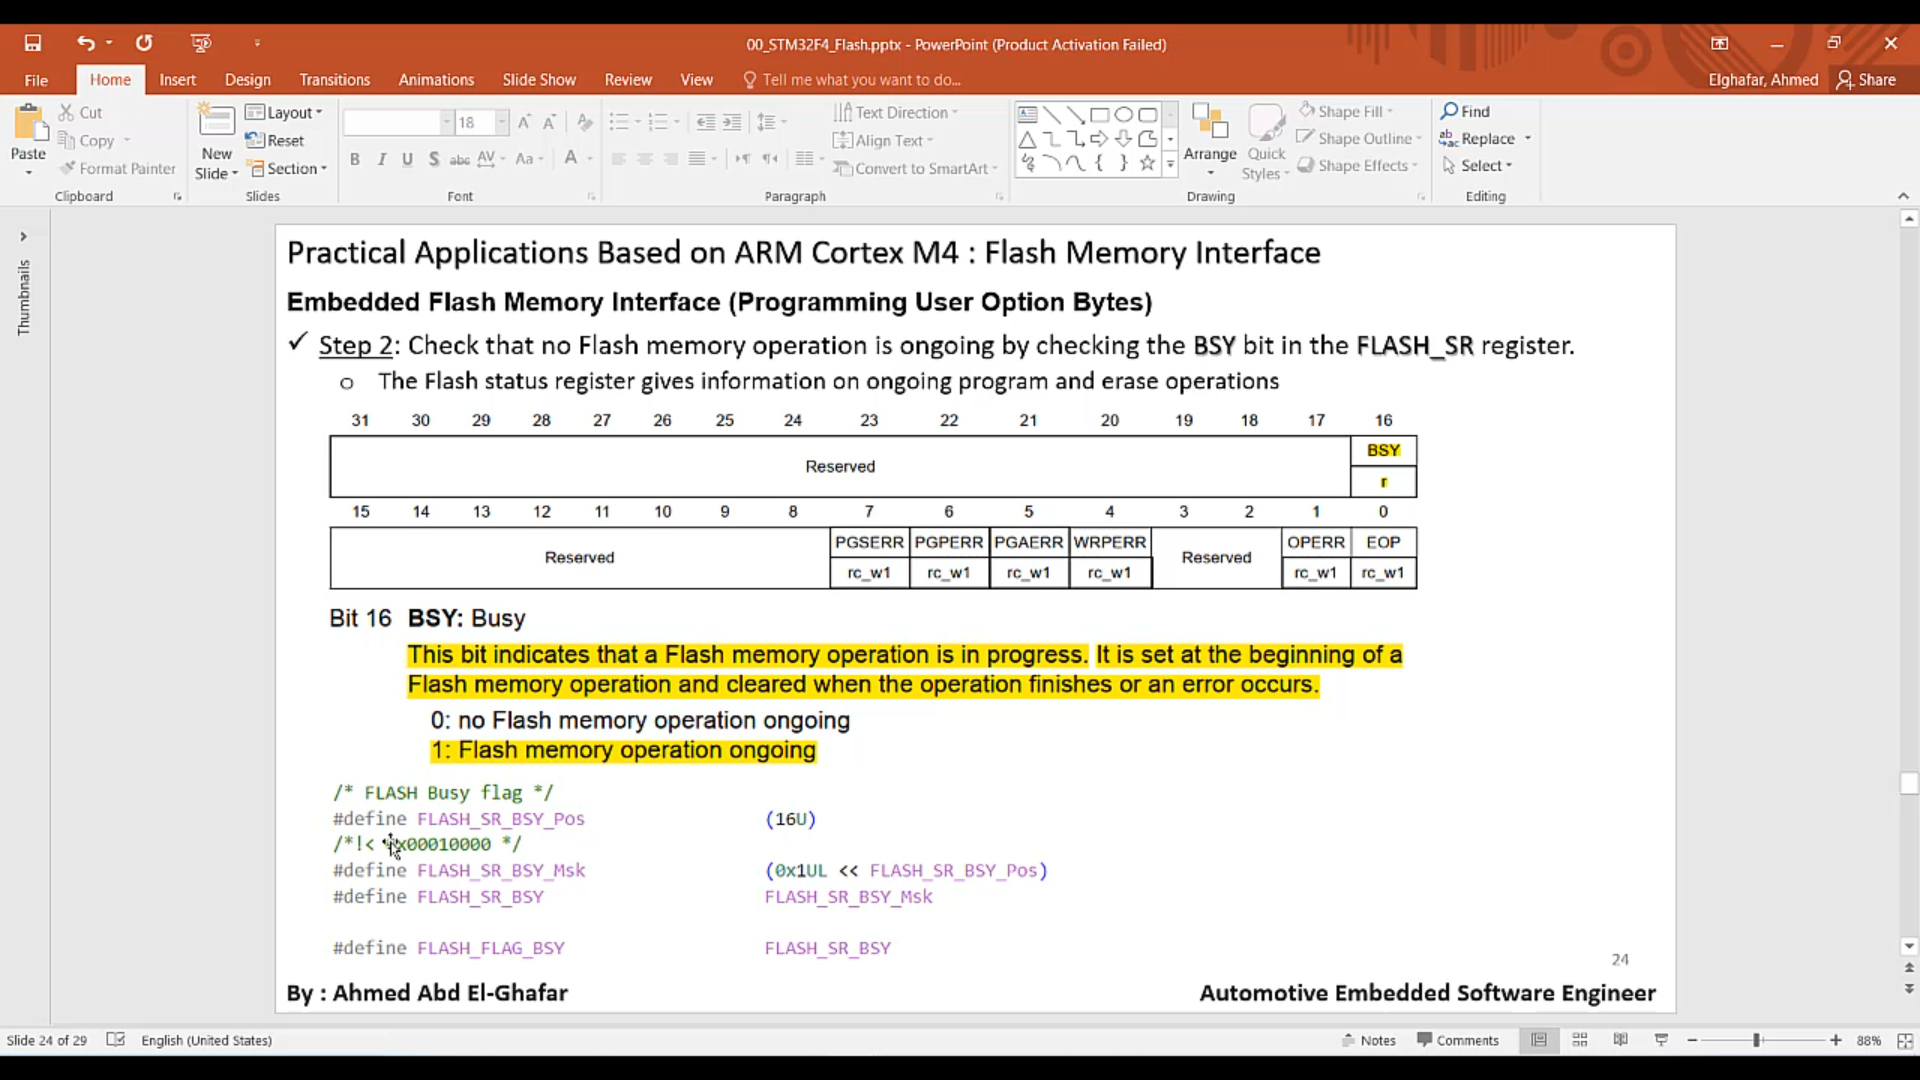 00_STM32F4_Flash.pptx - PowerPoint (Product Activation Failed)
File Home Insert Design Transitions Animations Slide Show Review View Tell me what you want to do... Elghafar, Ahmed Share
Paste Cut Copy Format Painter
Clipboard
New Slide Layout Reset Section
Slides
18
Font
Text Direction
Align Text
Convert to SmartArt
Paragraph
Arrange Quick Styles Shape Fill Shape Outline Shape Effects
Drawing
Find
Replace
Select
Editing
Thumbnails
Practical Applications Based on ARM Cortex M4 : Flash Memory Interface
Embedded Flash Memory Interface (Programming User Option Bytes)
✓ Step 2: Check that no Flash memory operation is ongoing by checking the BSY bit in the FLASH_SR register.
o The Flash status register gives information on ongoing program and erase operations
31 30 29 28 27 26 25 24 23 22 21 20 19 18 17 16
Reserved BSY
r
15 14 13 12 11 10 9 8 7 6 5 4 3 2 1 0
Reserved PGSERR PGPERR PGAERR WRPERR Reserved OPERR EOP
rc_w1 rc_w1 rc_w1 rc_w1 rc_w1 rc_w1
Bit 16 BSY: Busy
This bit indicates that a Flash memory operation is in progress. It is set at the beginning of a
Flash memory operation and cleared when the operation finishes or an error occurs.
0: no Flash memory operation ongoing
1: Flash memory operation ongoing
/* FLASH Busy flag */
#define FLASH_SR_BSY_Pos (16U)
/*!< 0x00010000 */
#define FLASH_SR_BSY_Msk (0x1UL << FLASH_SR_BSY_Pos)
#define FLASH_SR_BSY FLASH_SR_BSY_Msk
#define FLASH_FLAG_BSY FLASH_SR_BSY
24
By : Ahmed Abd El-Ghafar Automotive Embedded Software Engineer
Slide 24 of 29 English (United States) Notes Comments 88%